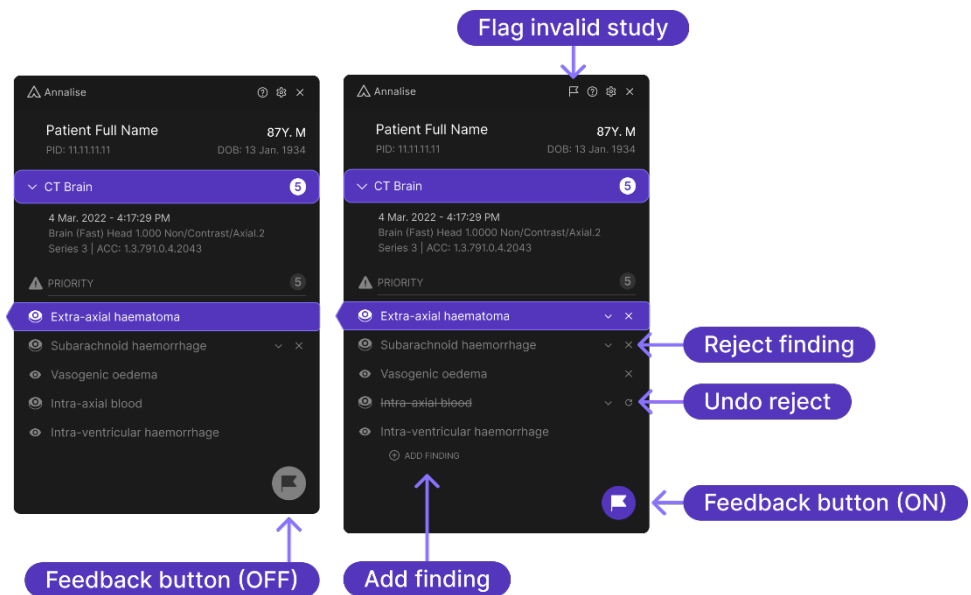 Flag invalid study
Annalise
Patient Full Name
87Y. M
PID: 11.11.11.11
DOB: 13 Jan. 1934
CT Brain
5
4 Mar. 2022 - 4:17:29 PM
Brain (Fast) Head 1.000 Non/Contrast/Axial.2
Series 3 | ACC: 1.3.791.0.4.2043
PRIORITY
5
Extra-axial haematoma
Subarachnoid haemorrhage
Vasogenic oedema
Intra-axial blood
Intra-ventricular haemorrhage
Feedback button (OFF)
Annalise
Patient Full Name
87Y. M
PID: 11.11.11.11
DOB: 13 Jan. 1934
CT Brain
5
4 Mar. 2022 - 4:17:29 PM
Brain (Fast) Head 1.0000 Non/Contrast/Axial.2
Series 3 | ACC: 1.3.791.0.4.2043
PRIORITY
5
Extra-axial haematoma
Subarachnoid haemorrhage
Vasogenic oedema
Intra-axial blood
Intra-ventricular haemorrhage
ADD FINDING
Reject finding
Undo reject
Feedback button (ON)
Add finding